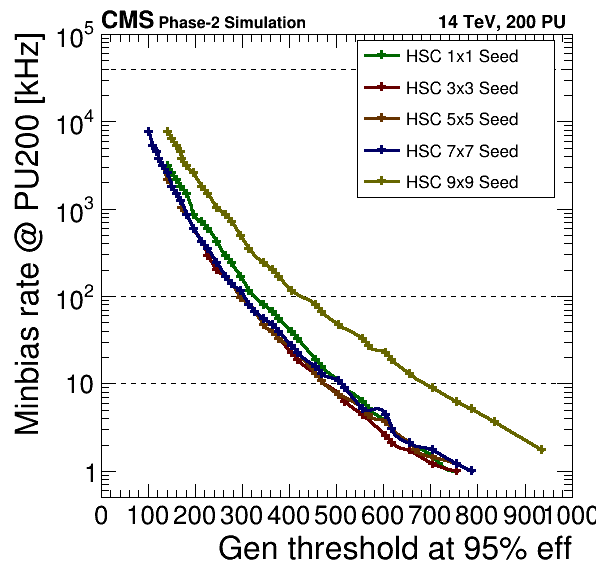 CMS Phase-2 Simulation 14 TeV, 200 PU
Minbias rate @ PU200 [kHz]
10^5
10^4
10^3
10^2
10
1
HSC 1x1 Seed
HSC 3x3 Seed
HSC 5x5 Seed
HSC 7x7 Seed
HSC 9x9 Seed
0 100 200 300 400 500 600 700 800 900 1000
Gen threshold at 95% eff